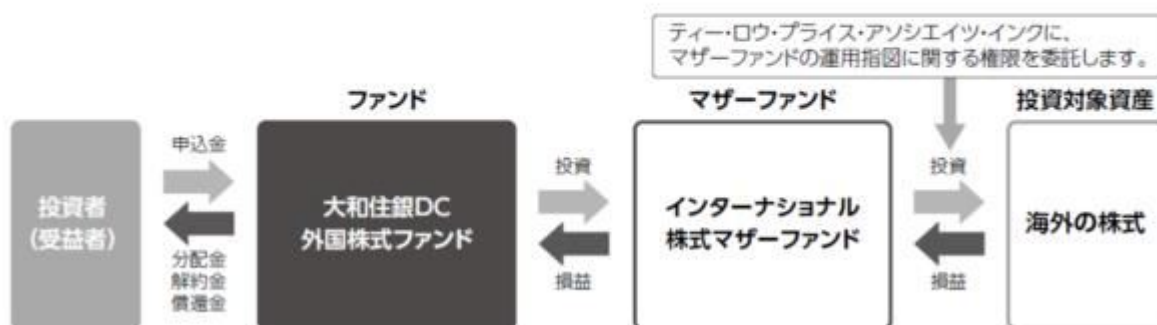 ティー・ロウ・プライス・アソシエイツ・インクに、
マザーファンドの運用指図に関する権限を委託します。
ファンド
マザーファンド
投資対象資産
投資者
(受益者)
申込金
分配金
解約金
償還金
大和住銀DC
外国株式ファンド
投資
損益
インターナショナル
株式マザーファンド
投資
損益
海外の株式